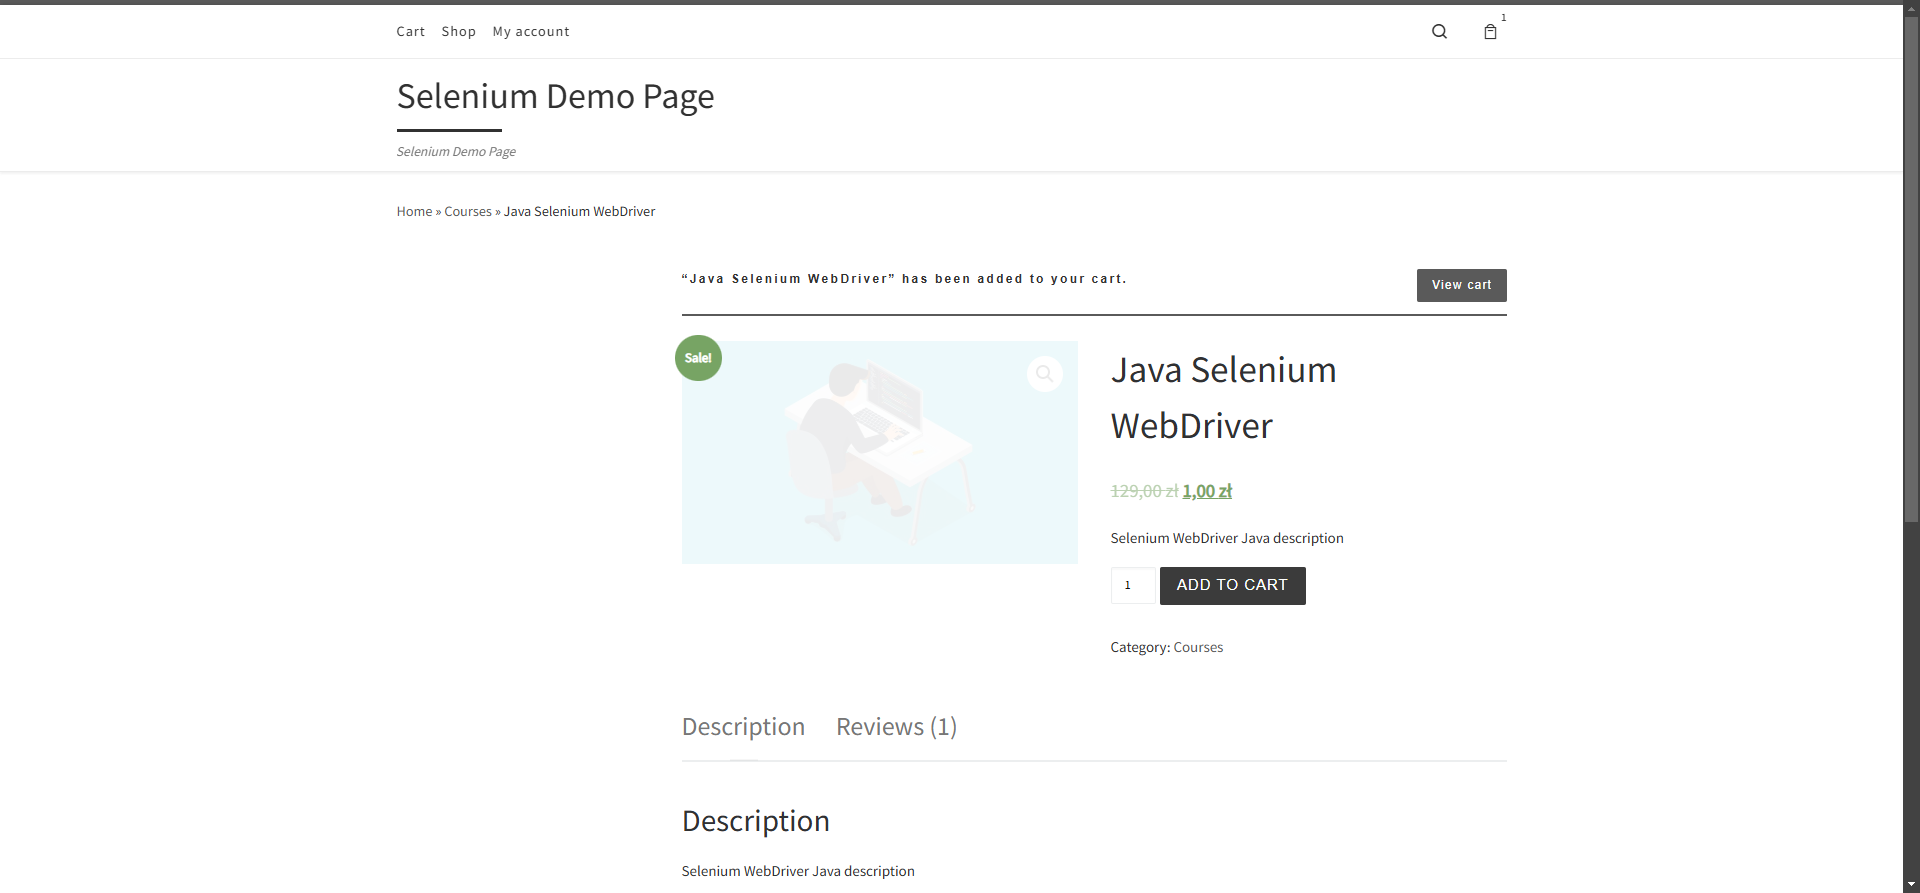 Cart Shop My account
1
Selenium Demo Page
Selenium Demo Page
Home » Courses » Java Selenium WebDriver
“Java Selenium WebDriver” has been added to your cart.
View cart
Sale!
Java Selenium
WebDriver
129,00 zł 1,00 zł
Selenium WebDriver Java description
1
ADD TO CART
Category: Courses
Description Reviews (1)
Description
Selenium WebDriver Java description